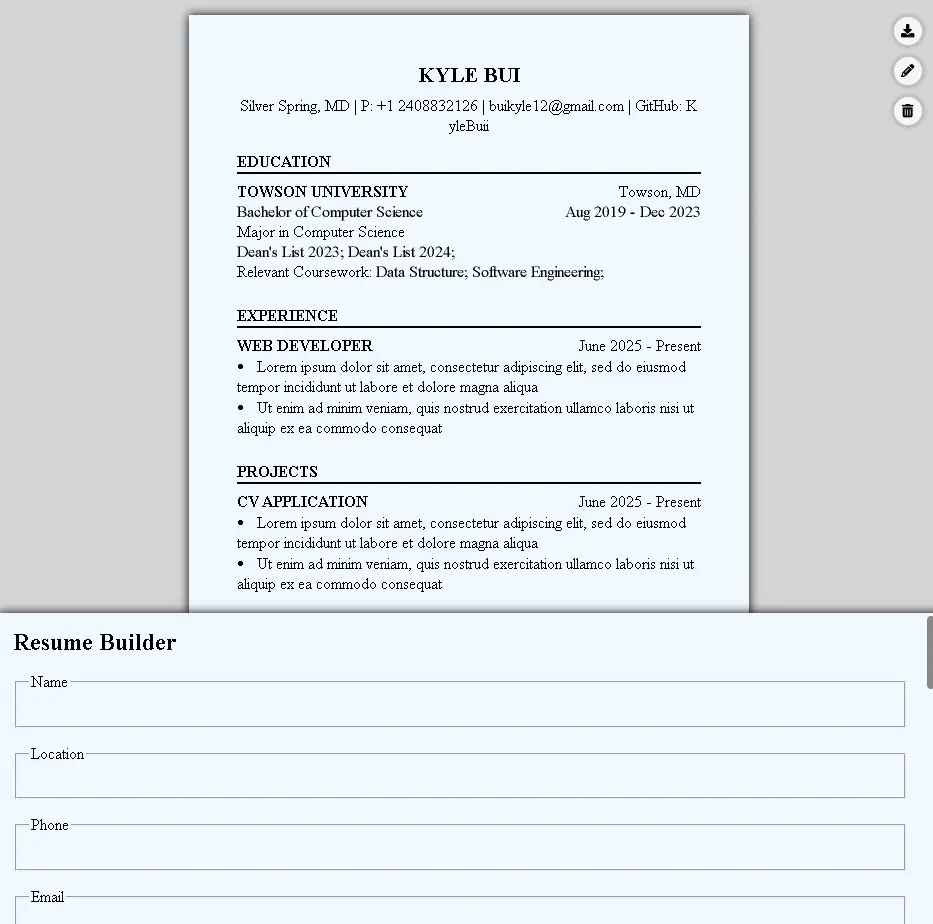 KYLE BUI
Silver Spring, MD | P: +1 2408832126 | buikyle12@gmail.com | GitHub: K
yleBuii
EDUCATION
TOWSON UNIVERSITY Towson, MD
Bachelor of Computer Science Aug 2019 - Dec 2023
Major in Computer Science
Dean's List 2023; Dean's List 2024;
Relevant Coursework: Data Structure; Software Engineering;
EXPERIENCE
WEB DEVELOPER June 2025 - Present
• Lorem ipsum dolor sit amet, consectetur adipiscing elit, sed do eiusmod
tempor incididunt ut labore et dolore magna aliqua
• Ut enim ad minim veniam, quis nostrud exercitation ullamco laboris nisi ut
aliquip ex ea commodo consequat
PROJECTS
CV APPLICATION June 2025 - Present
• Lorem ipsum dolor sit amet, consectetur adipiscing elit, sed do eiusmod
tempor incididunt ut labore et dolore magna aliqua
• Ut enim ad minim veniam, quis nostrud exercitation ullamco laboris nisi ut
aliquip ex ea commodo consequat
Resume Builder
Name
Location
Phone
Email